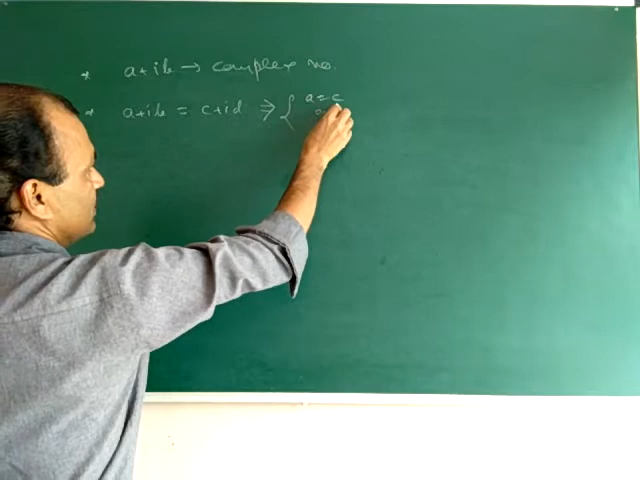 * a+ib → complex no.
* a+ib = c+id ⇒ { a = c